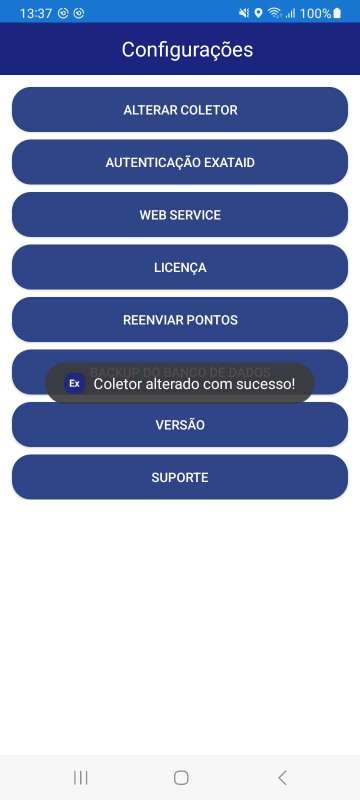 13:37 100%
Configurações
ALTERAR COLETOR
AUTENTICAÇÃO EXATAID
WEB SERVICE
LICENÇA
REENVIAR PONTOS
BACKUP DO BANCO DE DADOS
Ex Coletor alterado com sucesso!
VERSÃO
SUPORTE